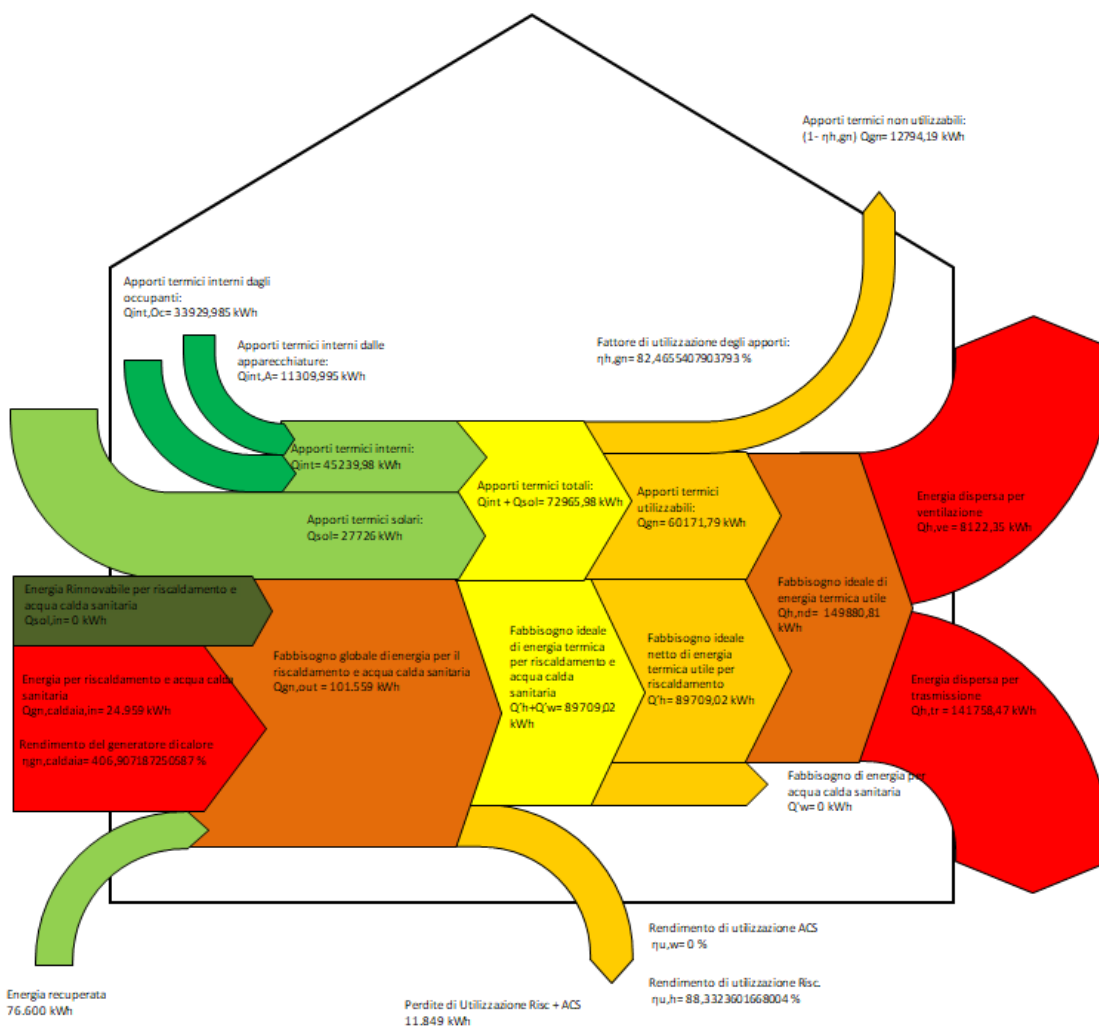 Apporti termici non utilizzabili:
(1- ηh,gn) Qgn= 12794,19 kWh
Apporti termici interni dagli
occupanti:
Qint,Oc= 33929,985 kWh
Apporti termici interni dalle
apparecchiature:
Qint,A= 11309,995 kWh
Fattore di utilizzazione degli apporti:
ηh,gn= 82,4655407903793 %
Apporti termici interni:
Qint= 45239,98 kWh
Apporti termici totali:
Qint + Qsol= 72965,98 kWh
Apporti termici
utilizzabili:
Qgn= 60171,79 kWh
Energia dispersa per
ventilazione
Qh,ve = 8122,35 kWh
Apporti termici solari:
Qsol= 27726 kWh
Energia Rinnovabile per riscaldamento e
acqua calda sanitaria
Qsol,in= 0 kWh
Fabbisogno ideale di
energia termica utile
Qh,nd= 149880,81
kWh
Fabbisogno globale di energia per il
riscaldamento e acqua calda sanitaria
Qgn,out = 101.559 kWh
Fabbisogno ideale
di energia termica
per riscaldamento e
acqua calda
sanitaria
Q'h+Q'w= 89709,02
kWh
Fabbisogno ideale
netto di energia
termica utile per
riscaldamento
Q'h= 89709,02 kWh
Energia dispersa per
trasmissione
Qh,tr = 141758,47 kWh
Energia per riscaldamento e acqua calda
sanitaria
Qgn,caldaia,in= 24.959 kWh
Rendimento del generatore di calore
ηgn,caldaia= 406,907187250687 %
Fabbisogno di energia per
acqua calda sanitaria
Q'w= 0 kWh
Rendimento di utilizzazione ACS
ηu,w= 0 %
Rendimento di utilizzazione Risc.
ηu,h= 88,3323601668004 %
Energia recuperata
76.600 kWh
Perdite di Utilizzazione Risc + ACS
11.849 kWh